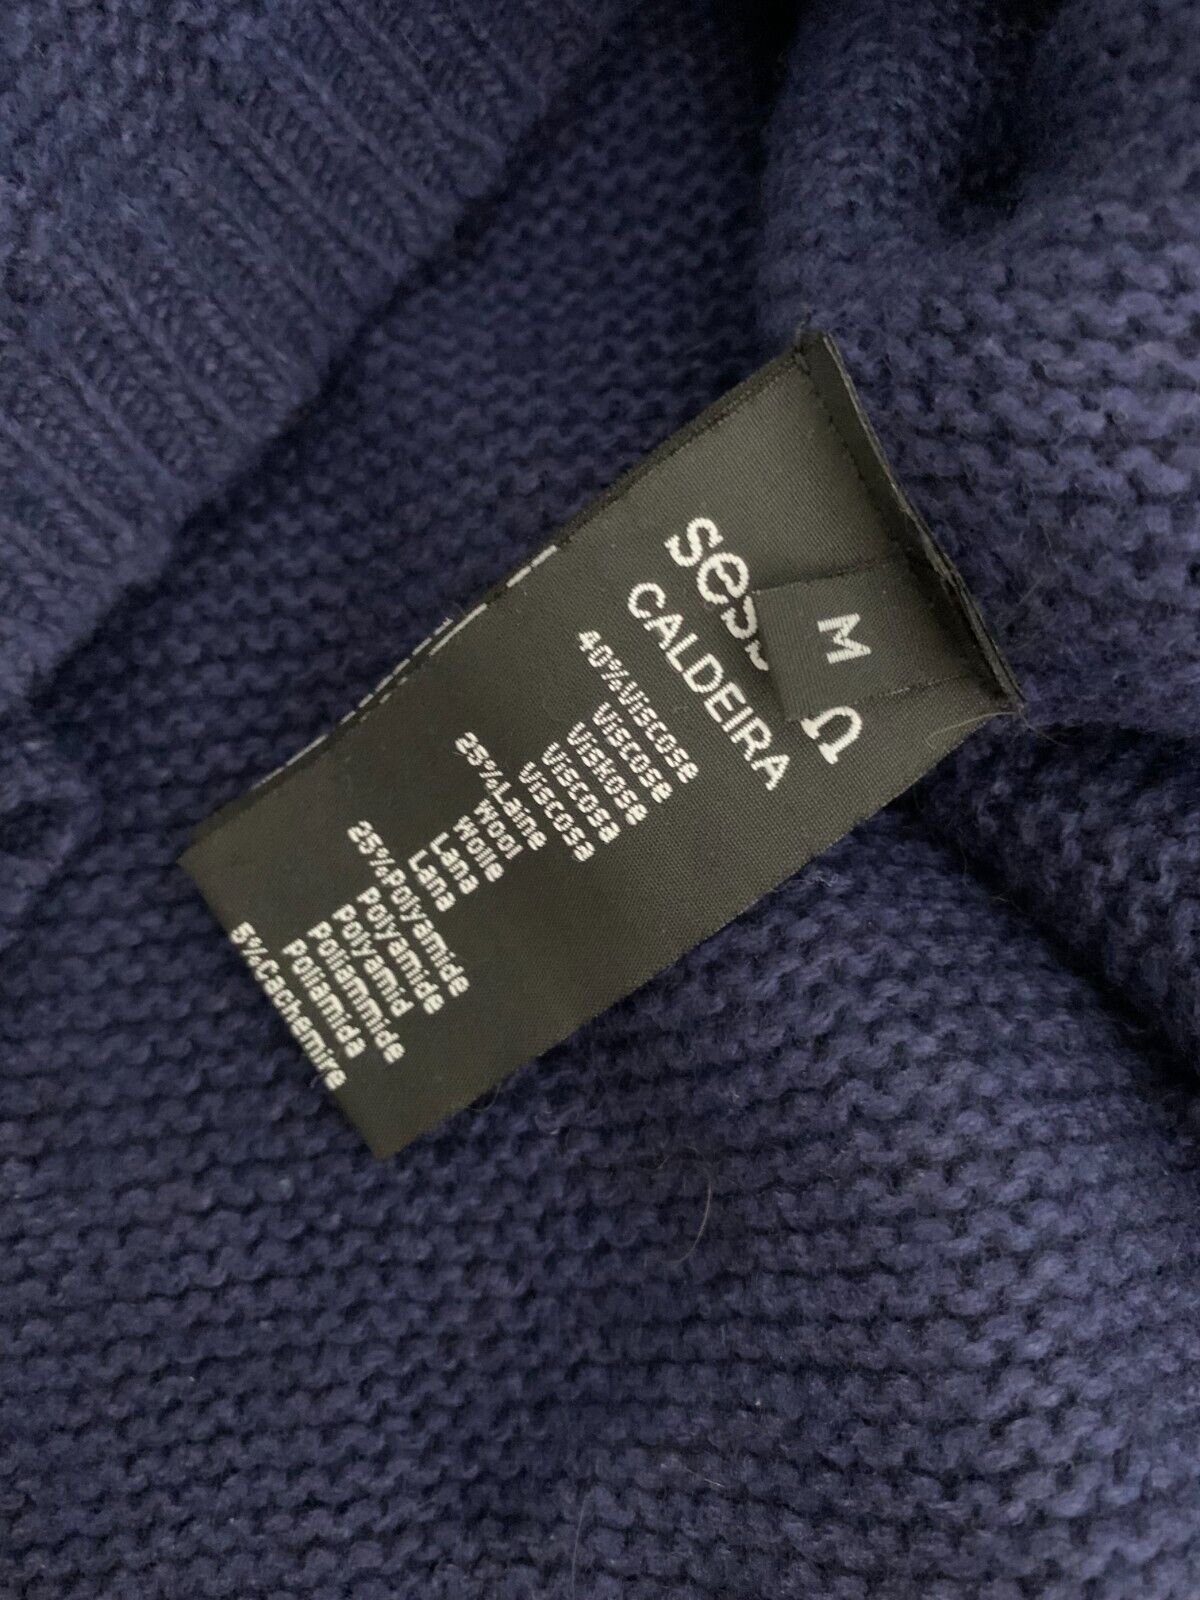 M
CALDEIRA
40%Viscose
Viscose
Viskose
Viscosa
Viscosa
25%Laine
Wool
Wolle
Lana
Lana
25%Polyamide
Polyamide
Polyamid
Poliammide
Poliamida
5%Cachemire